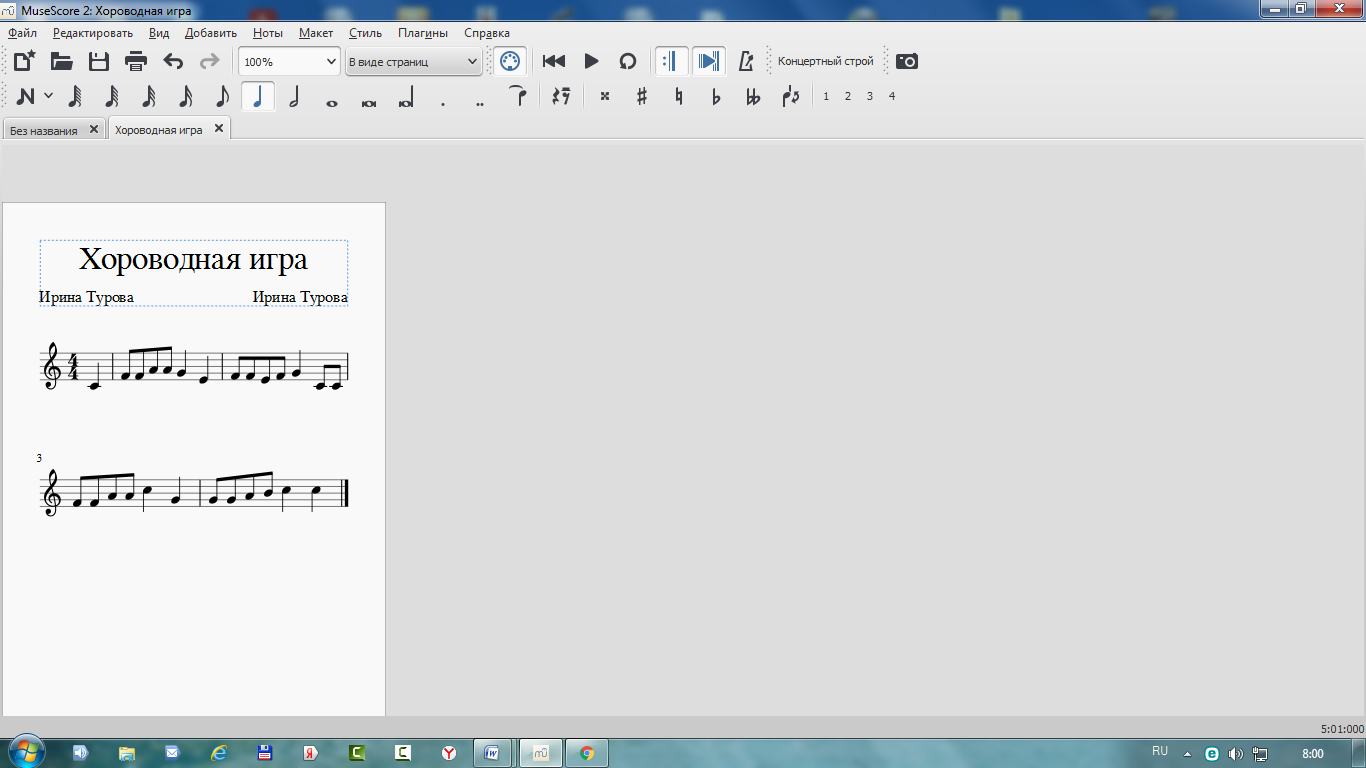 MuseScore 2: Хороводная игра
Файл Редактировать Вид Добавить Ноты Макет Стиль Плагины Справка
100% В виде страниц Концертный строй
1 2 3 4
Без названия Хороводная игра
Хороводная игра
Ирина Турова Ирина Турова
4
4
3
5:01:000
RU 8:00